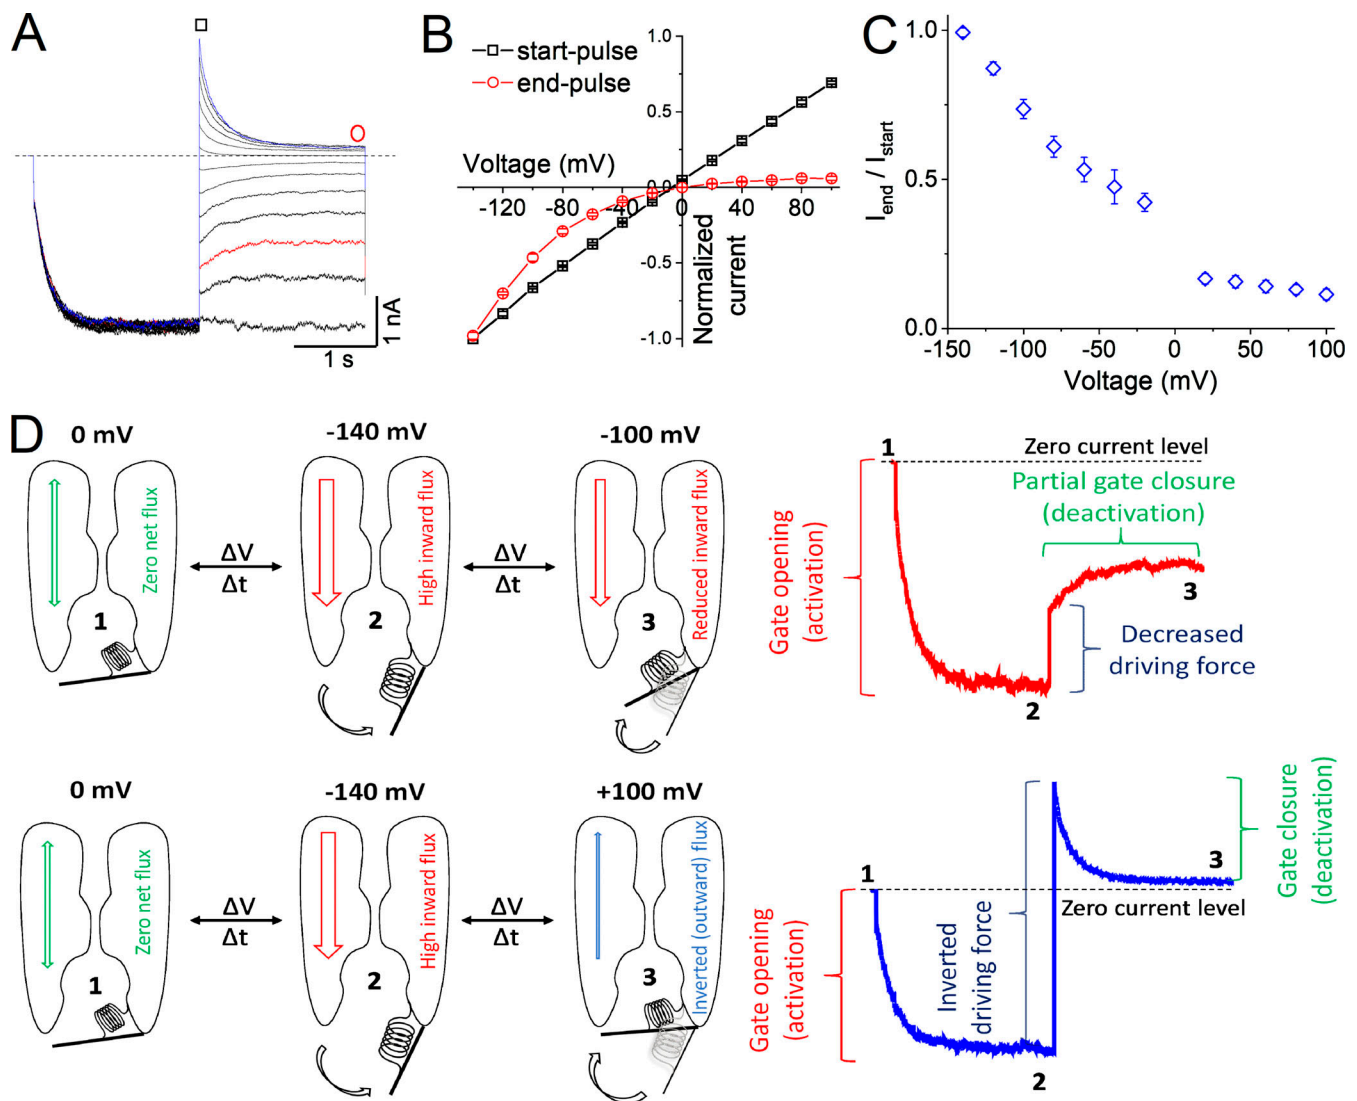 A
1 nA
1 s
B
start-pulse
end-pulse
Voltage (mV)
1.0
0.5
0.0
-0.5
-1.0
-120
-80
-40
0
40
80
Normalized
current
C
I_end / I_start
1.0
0.5
0.0
-150
-100
-50
0
50
100
Voltage (mV)
D
0 mV
-140 mV
-100 mV
Zero net flux
1
ΔV
Δt
High inward flux
2
ΔV
Δt
Reduced inward flux
3
1
Zero current level
Partial gate closure
(deactivation)
Gate opening
(activation)
3
Decreased
driving force
2
0 mV
-140 mV
+100 mV
Zero net flux
1
ΔV
Δt
High inward flux
2
ΔV
Δt
Inverted (outward) flux
3
1
3
Gate closure
(deactivation)
Zero current level
Gate opening
(activation)
Inverted
driving force
2